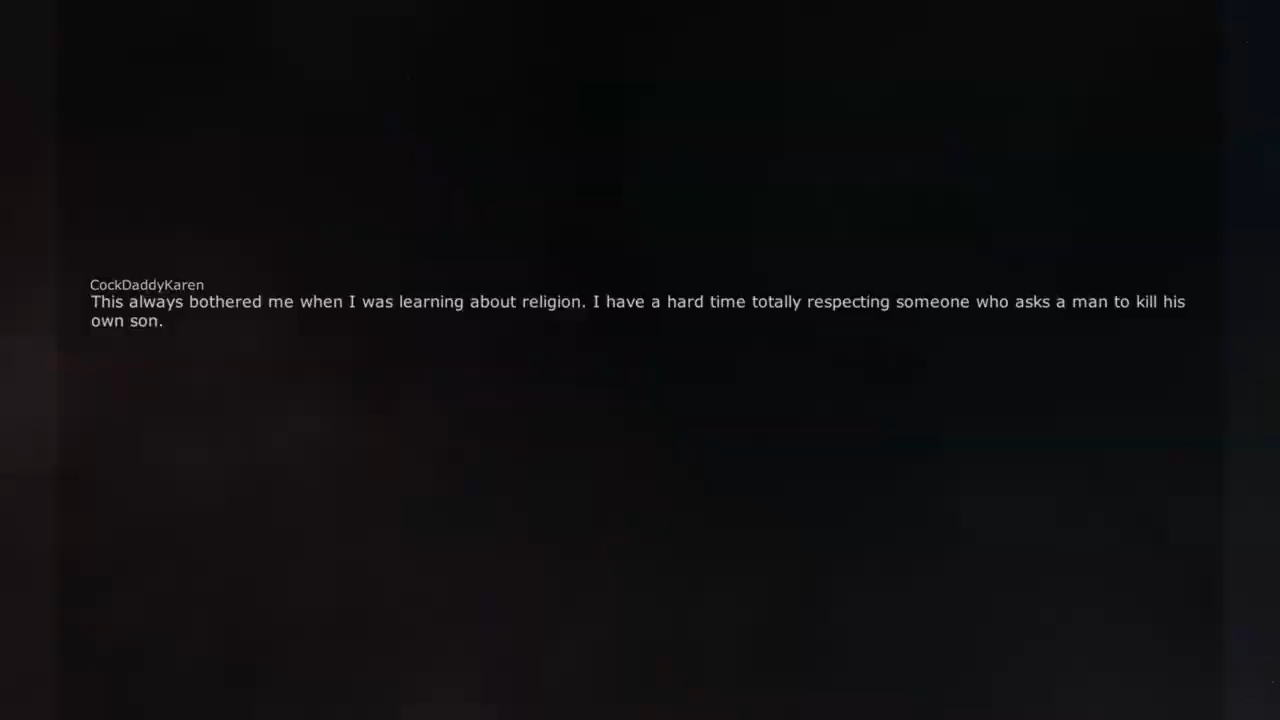 CockDaddyKaren
This always bothered me when I was learning about religion. I have a hard time totally respecting someone who asks a man to kill his
own son.